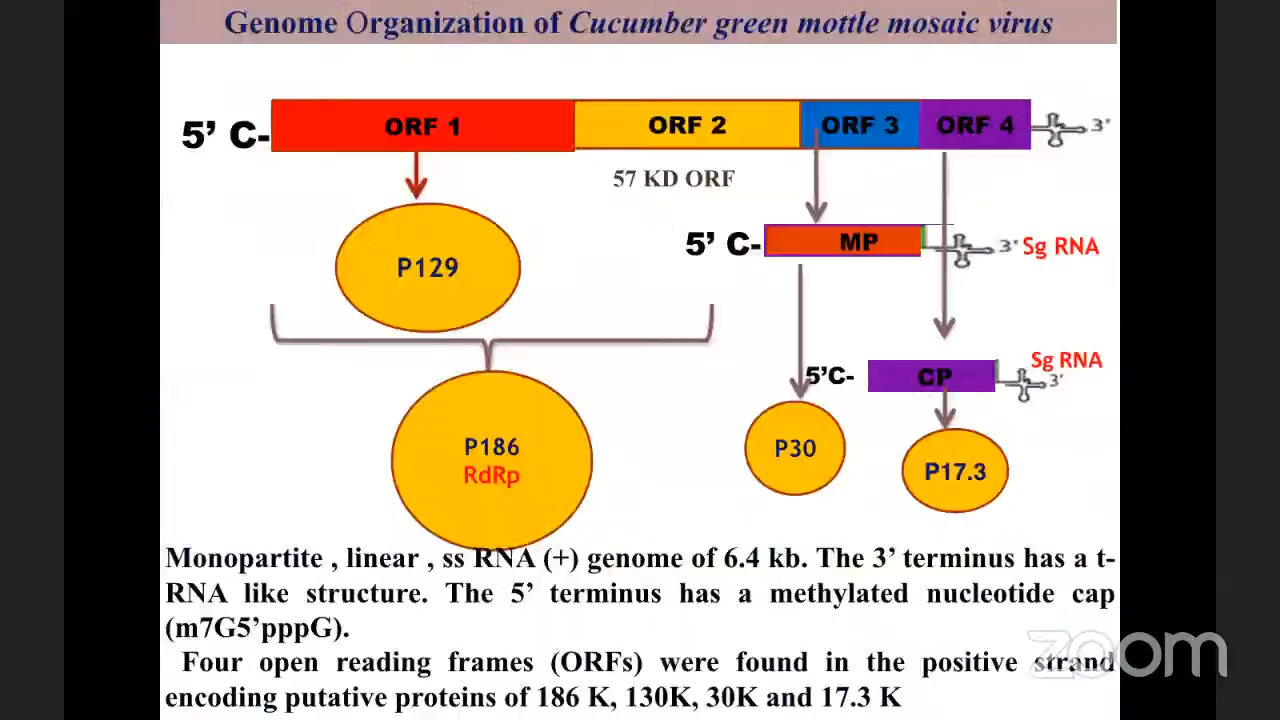 Genome Organization of Cucumber green mottle mosaic virus
5’ C- ORF 1 ORF 2 ORF 3 ORF 4 3’
57 KD ORF
5’ C- MP 3’ Sg RNA
P129
Sg RNA
5’C- CP 3’
P186
RdRp
P30
P17.3
Monopartite , linear , ss RNA (+) genome of 6.4 kb. The 3’ terminus has a t-
RNA like structure. The 5’ terminus has a methylated nucleotide cap
(m7G5’pppG).
Four open reading frames (ORFs) were found in the positive strand
encoding putative proteins of 186 K, 130K, 30K and 17.3 K
zoom